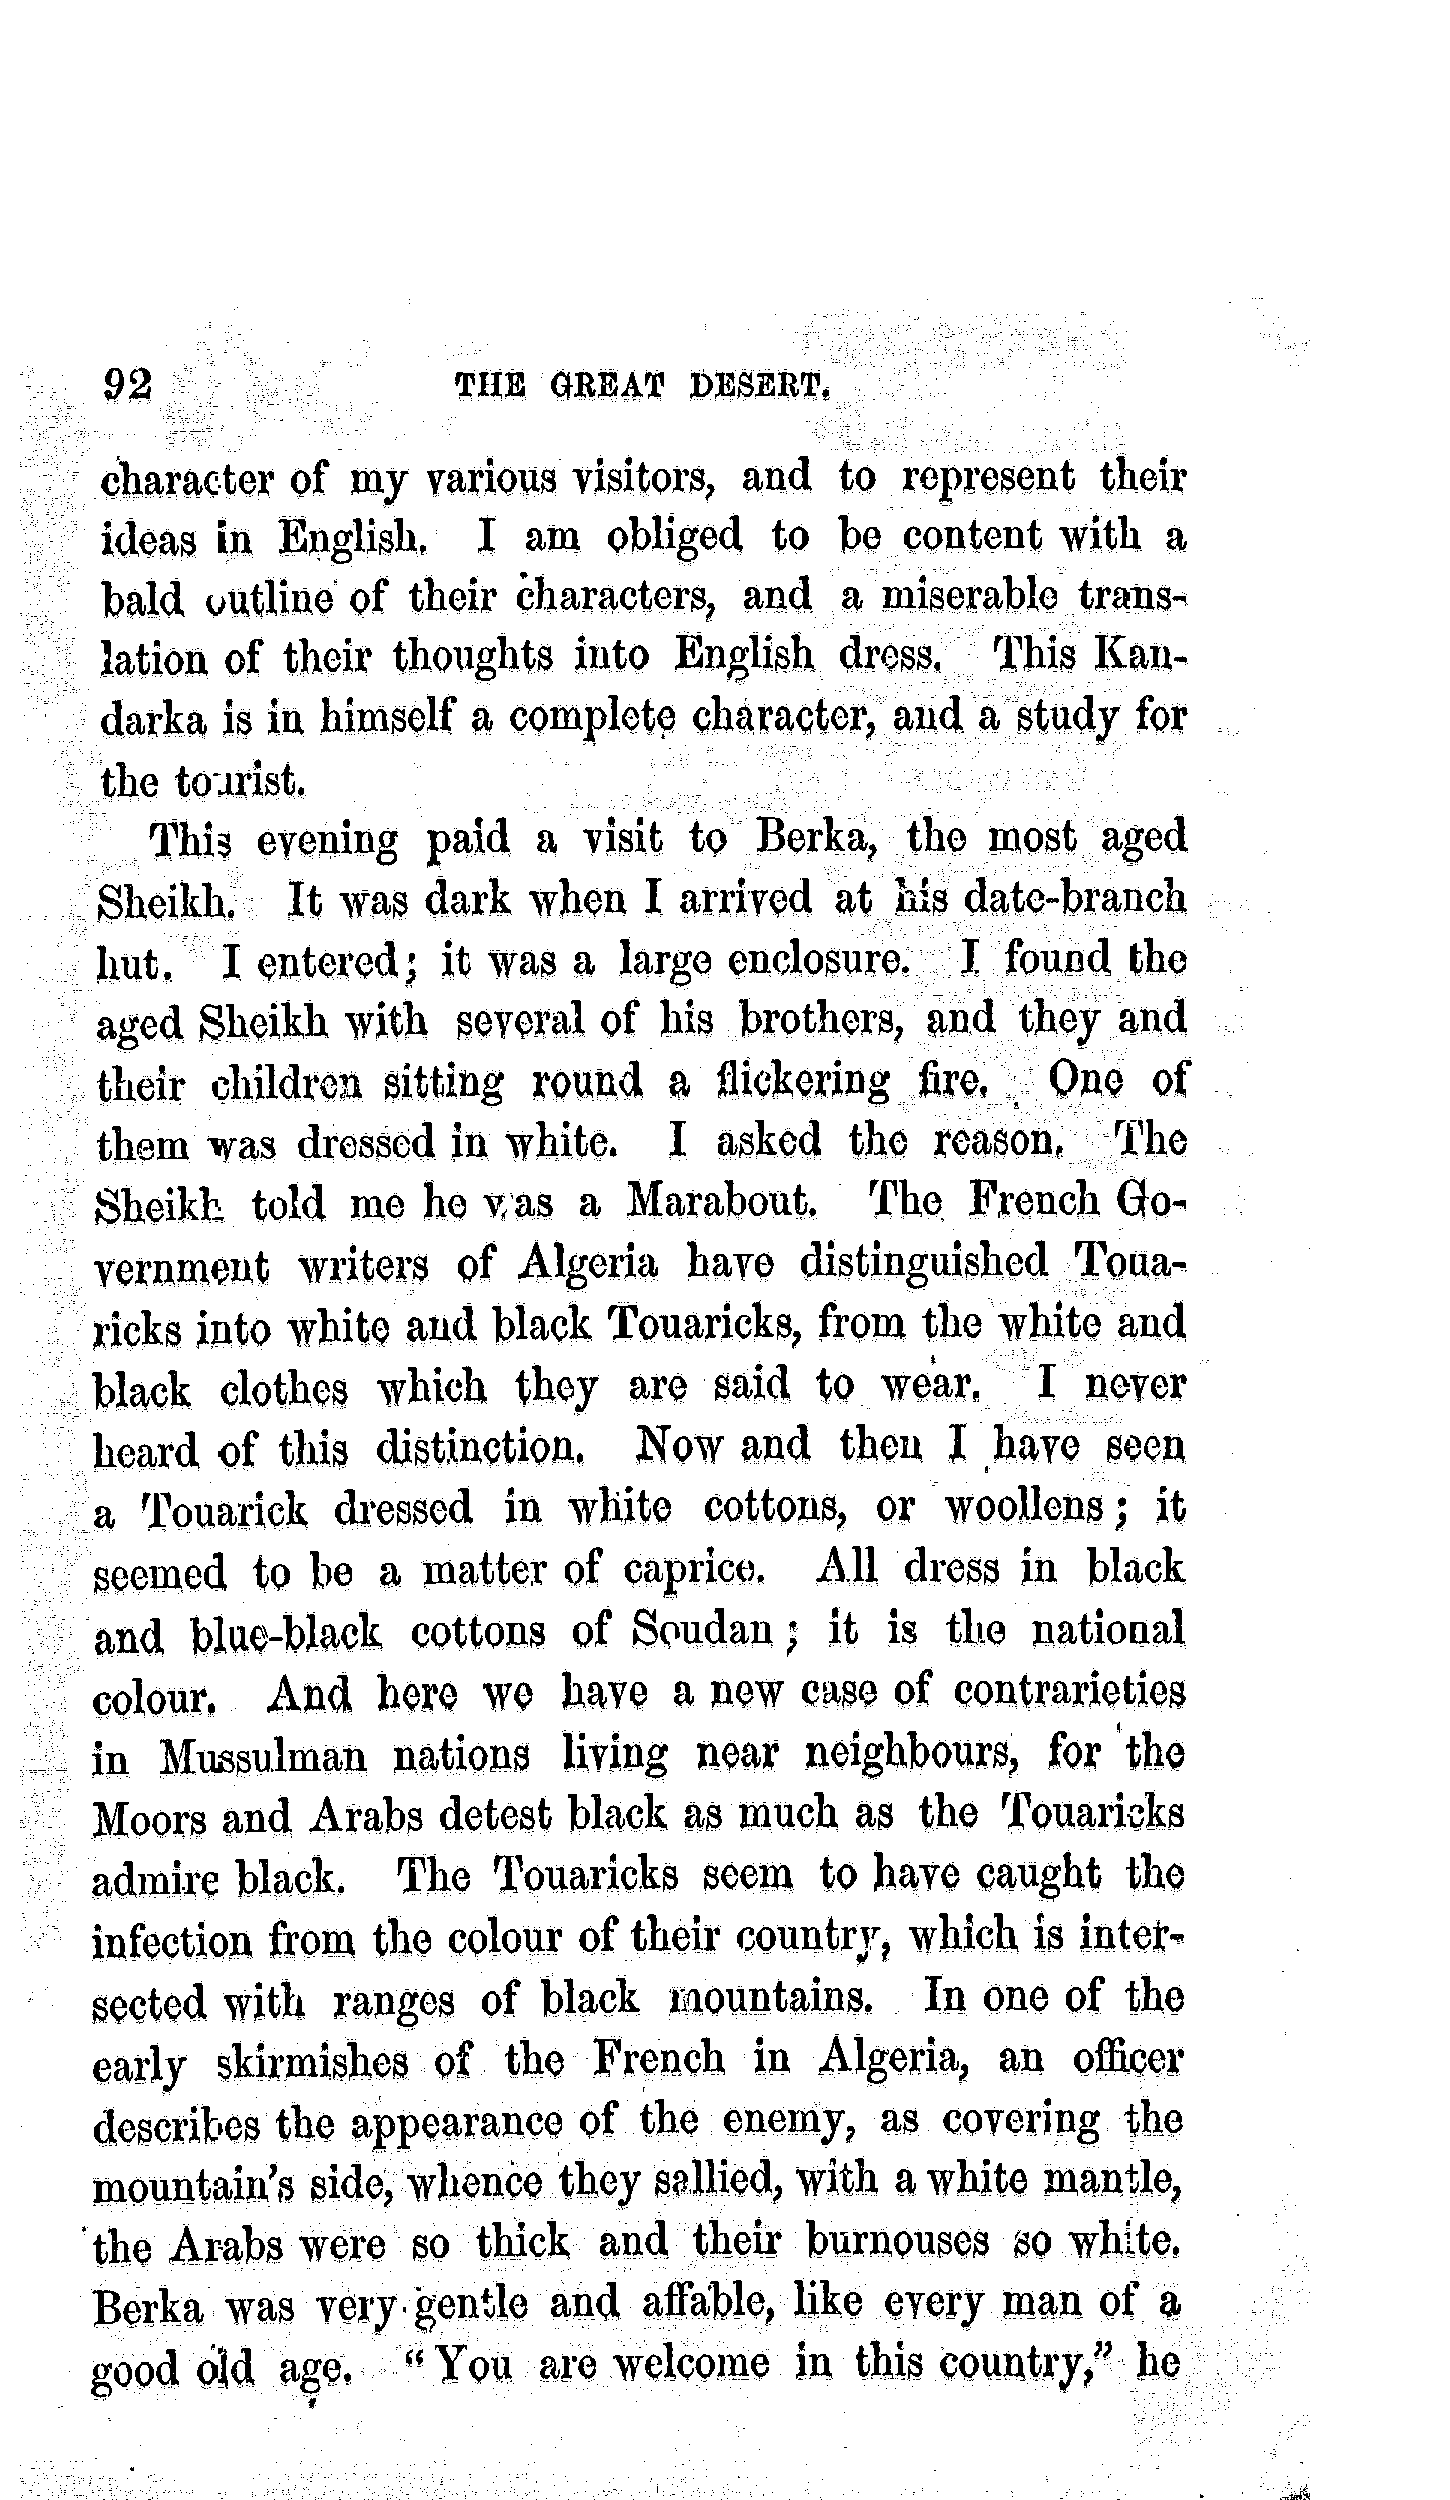 92 THE GREAT DESERT.
character of my various visitors, and to represent their
ideas in English. I am obliged to be content with a
bald outline of their characters, and a miserable trans-
lation of their thoughts into English dress. This Kan-
darka is in himself a complete character, and a study for
the tourist.
This evening paid a visit to Berka, the most aged
Sheikh. It was dark when I arrived at his date-branch
hut. I entered; it was a large enclosure. I found the
aged Sheikh with several of his brothers, and they and
their children sitting round a flickering fire. One of
them was dressed in white. I asked the reason. The
Sheikh told me he was a Marabout. The French Go-
vernment writers of Algeria have distinguished Toua-
ricks into white and black Touaricks, from the white and
black clothes which they are said to wear. I never
heard of this distinction. Now and then I have seen
a Touarick dressed in white cottons, or woollens; it
seemed to be a matter of caprice. All dress in black
and blue-black cottons of Soudan; it is the national
colour. And here we have a new case of contrarieties
in Mussulman nations living near neighbours, for the
Moors and Arabs detest black as much as the Touaricks
admire black. The Touaricks seem to have caught the
infection from the colour of their country, which is inter-
sected with ranges of black mountains. In one of the
early skirmishes of the French in Algeria, an officer
describes the appearance of the enemy, as covering the
mountain's side, whence they sallied, with a white mantle,
the Arabs were so thick and their burnouses so white.
Berka was very gentle and affable, like every man of a
good old age. "You are welcome in this country," he